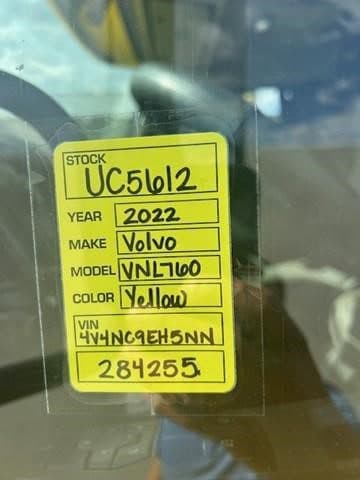 STOCK
UC5612
YEAR 2022
MAKE Volvo
MODEL VNL760
COLOR Yellow
VIN
4V4NC9EH5NN
284255